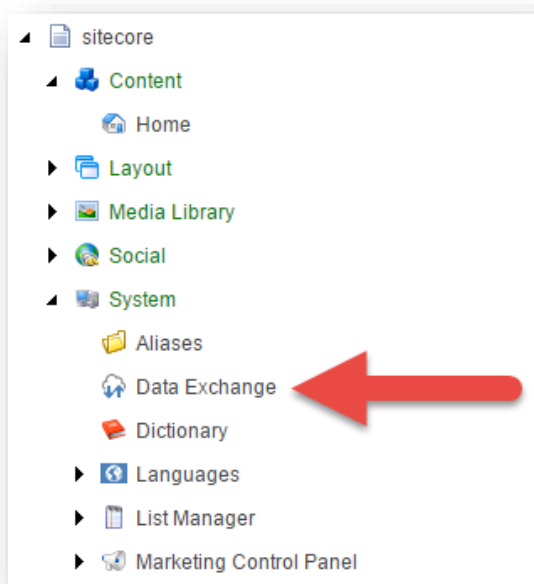 sitecore
Content
Home
Layout
Media Library
Social
System
Aliases
Data Exchange
Dictionary
Languages
List Manager
Marketing Control Panel